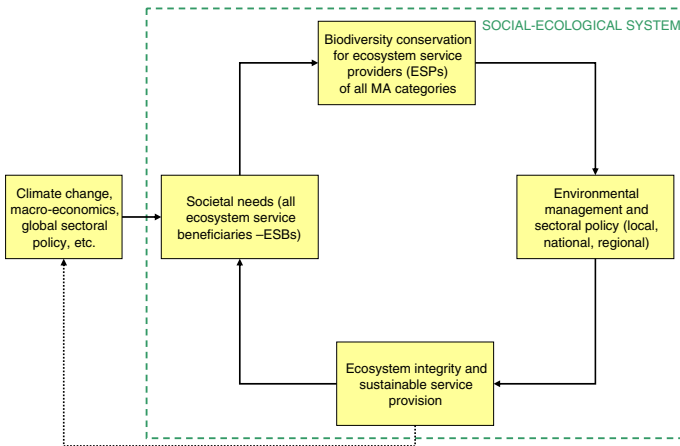 SOCIAL-ECOLOGICAL SYSTEM
Biodiversity conservation
for ecosystem service
providers (ESPs)
of all MA categories
Climate change,
macro-economics,
global sectoral
policy, etc.
Societal needs (all
ecosystem service
beneficiaries –ESBs)
Environmental
management and
sectoral policy (local,
national, regional)
Ecosystem integrity and
sustainable service
provision